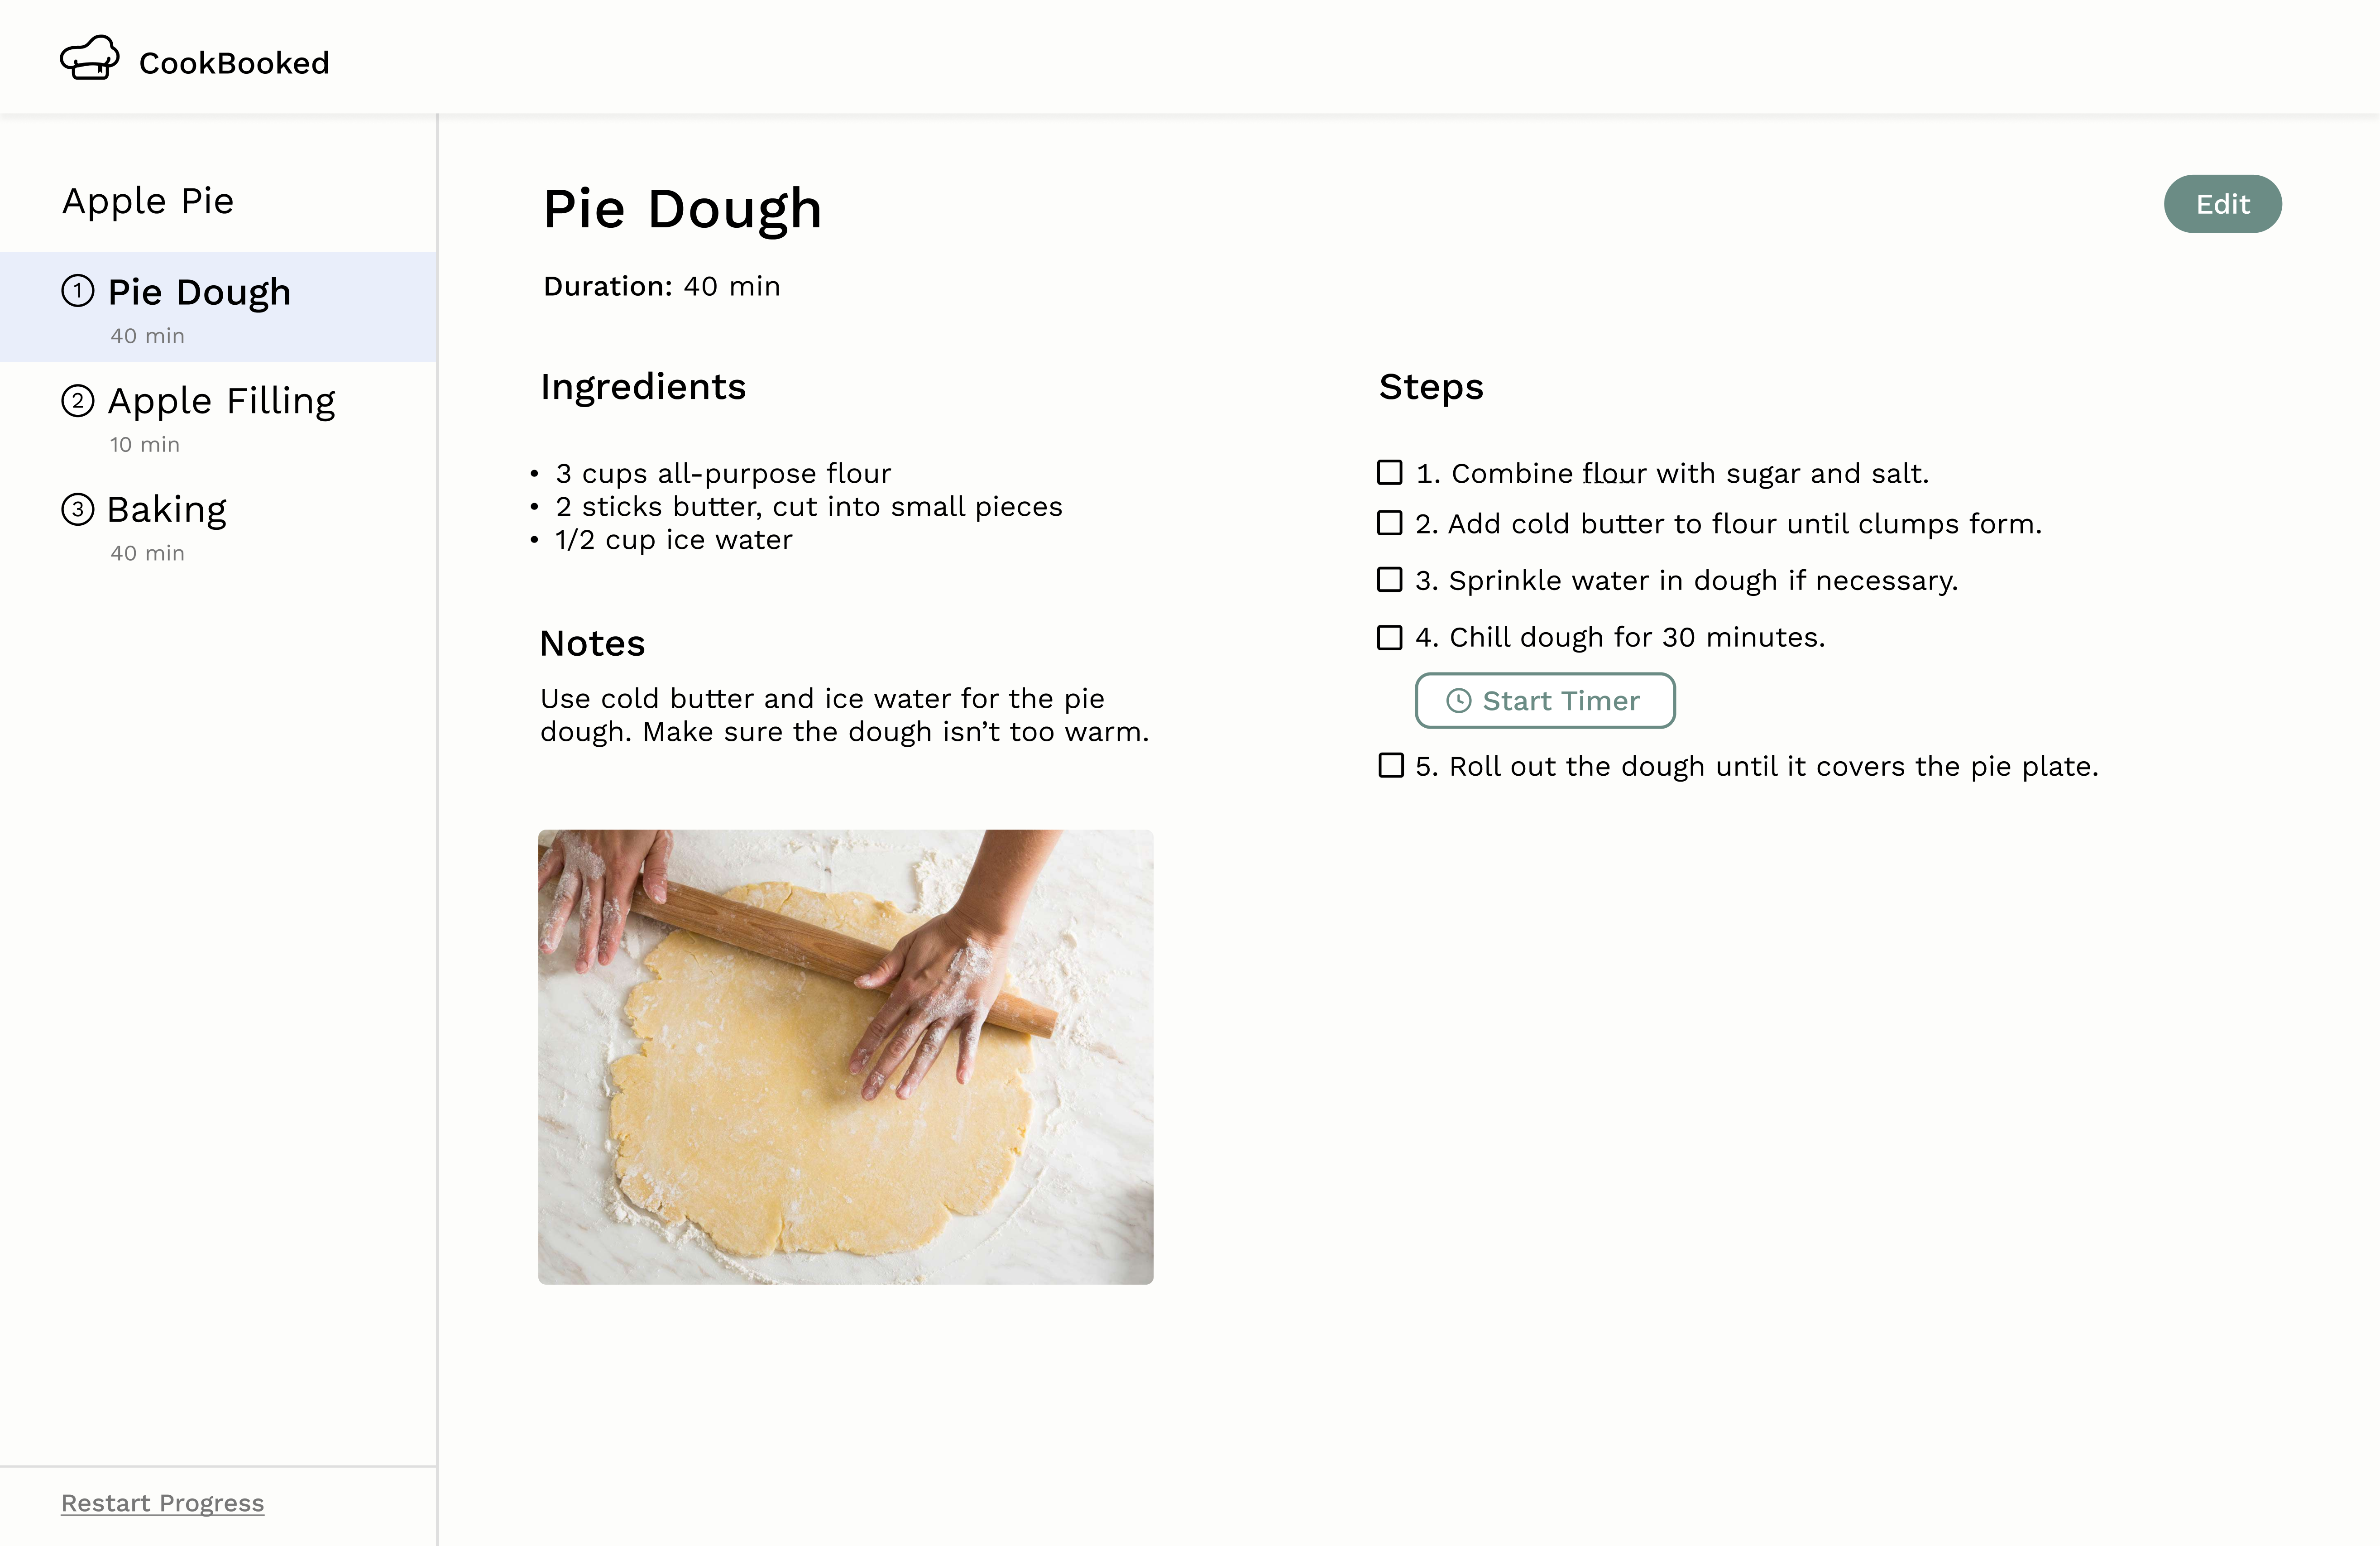 CookBooked
Apple Pie
1 Pie Dough
40 min
2 Apple Filling
10 min
3 Baking
40 min
Restart Progress
Pie Dough
Edit
Duration: 40 min
Ingredients
• 3 cups all-purpose flour
• 2 sticks butter, cut into small pieces
• 1/2 cup ice water
Notes
Use cold butter and ice water for the pie
dough. Make sure the dough isn’t too warm.
Steps
1. Combine flour with sugar and salt.
2. Add cold butter to flour until clumps form.
3. Sprinkle water in dough if necessary.
4. Chill dough for 30 minutes.
Start Timer
5. Roll out the dough until it covers the pie plate.